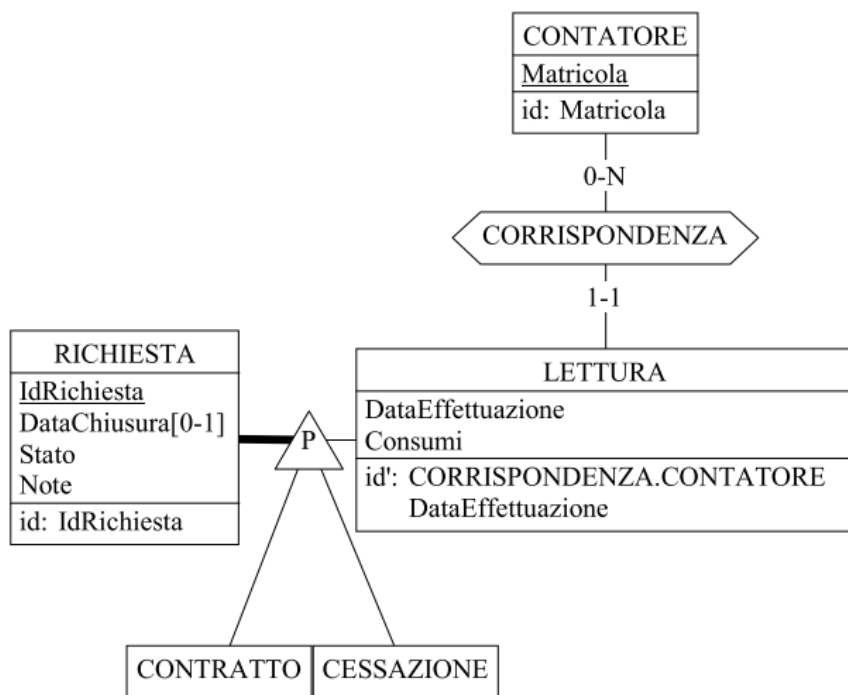 CONTATORE
Matricola
id: Matricola
0-N
CORRISPONDENZA
1-1
RICHIESTA
IdRichiesta
DataChiusura[0-1]
Stato
Note
id: IdRichiesta
P
LETTURA
DataEffettuazione
Consumi
id': CORRISPONDENZA.CONTATORE
DataEffettuazione
CONTRATTO
CESSAZIONE